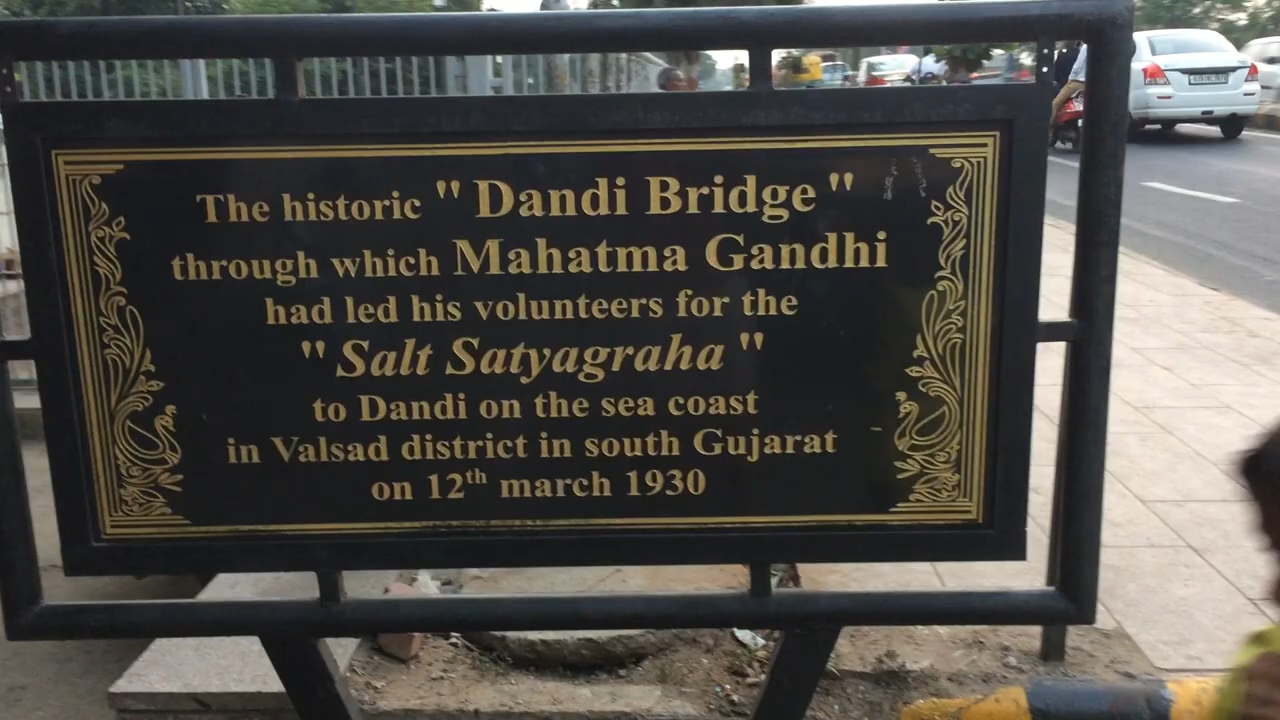 The historic "Dandi Bridge"
through which Mahatma Gandhi
had led his volunteers for the
"Salt Satyagraha"
to Dandi on the sea coast
in Valsad district in south Gujarat
on 12th march 1930